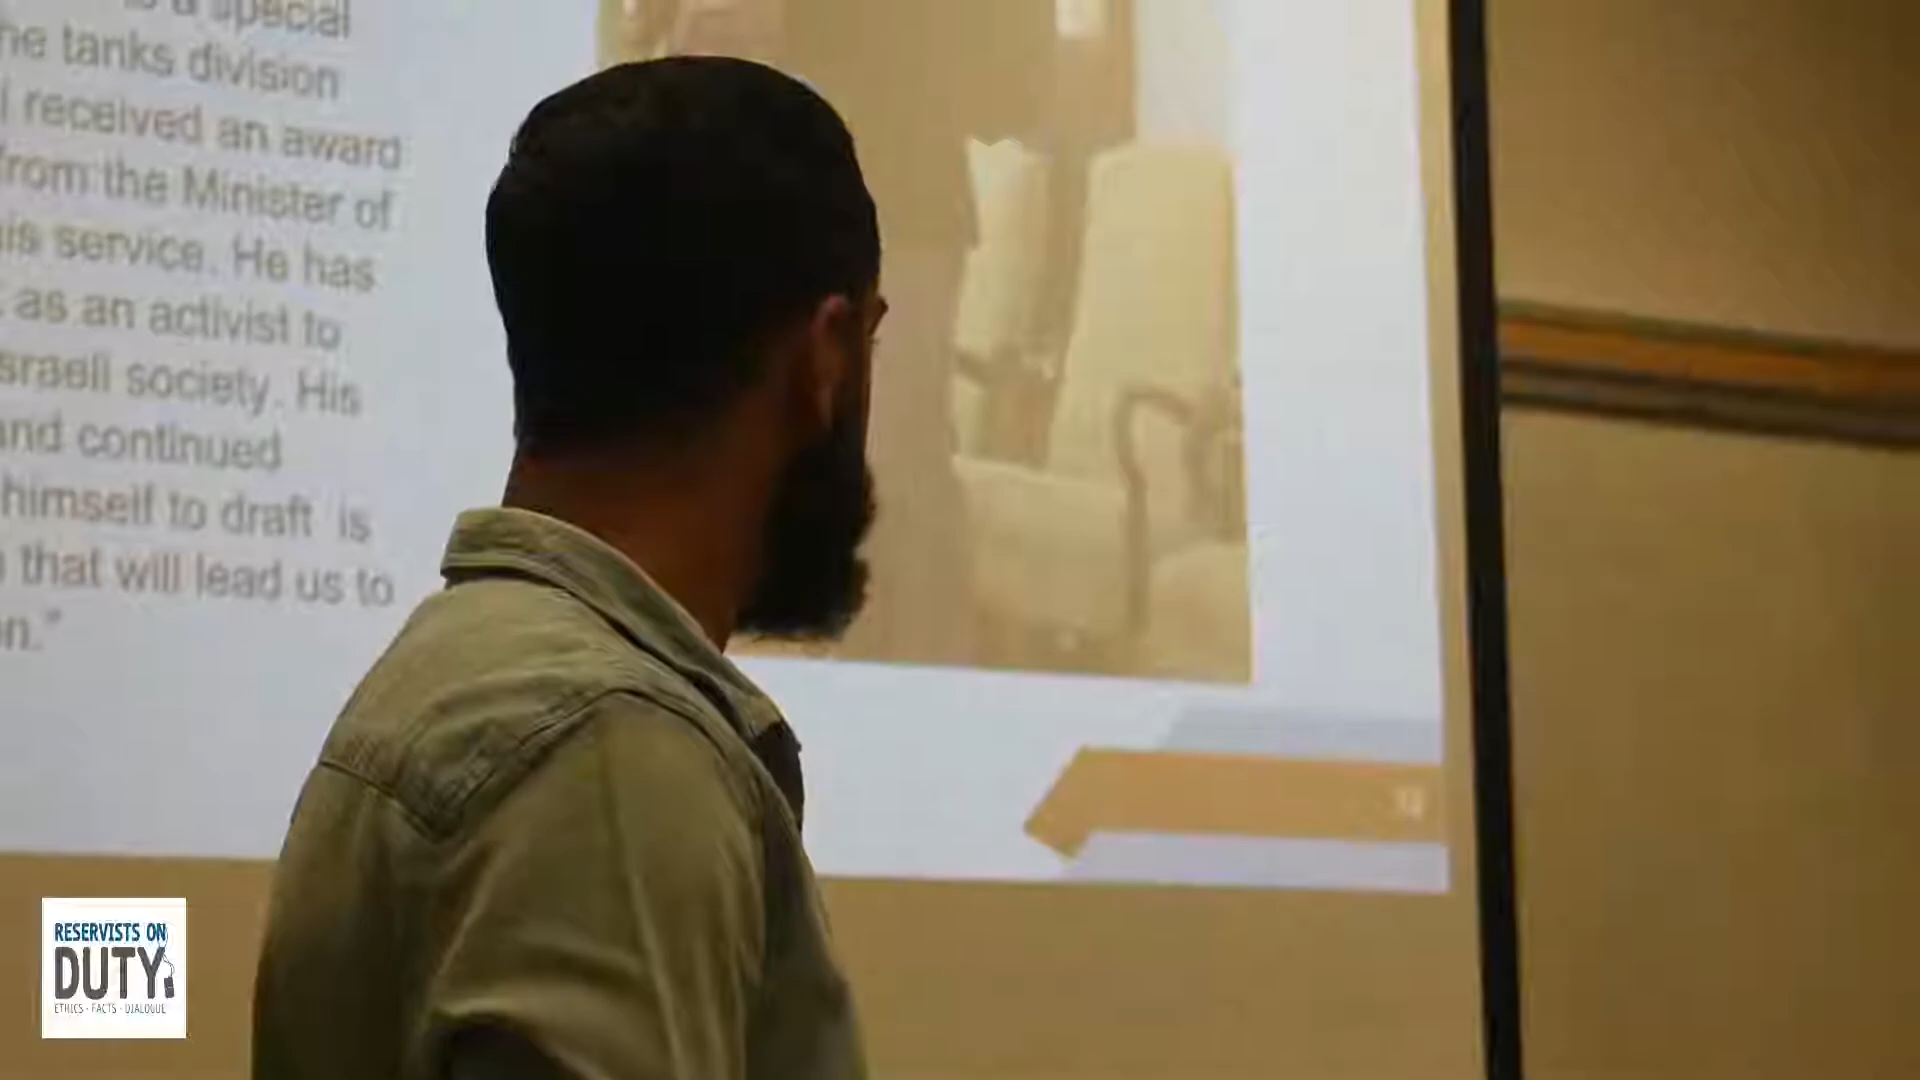 is a special
he tanks division
I received an award
from the Minister of
his service. He has
as an activist to
sraeli society. His
and continued
himself to draft is
that will lead us to
on."
RESERVISTS ON
DUTY
ETHICS - FACTS - DIALOGUE